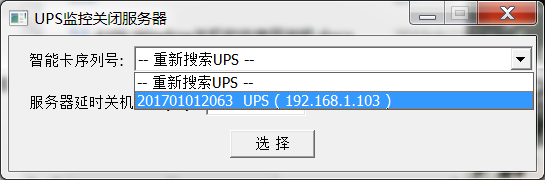 UPS监控关闭服务器
智能卡序列号:
-- 重新搜索UPS --
-- 重新搜索UPS --
201701012063 UPS ( 192.168.1.103 )
服务器延时关机
选 择